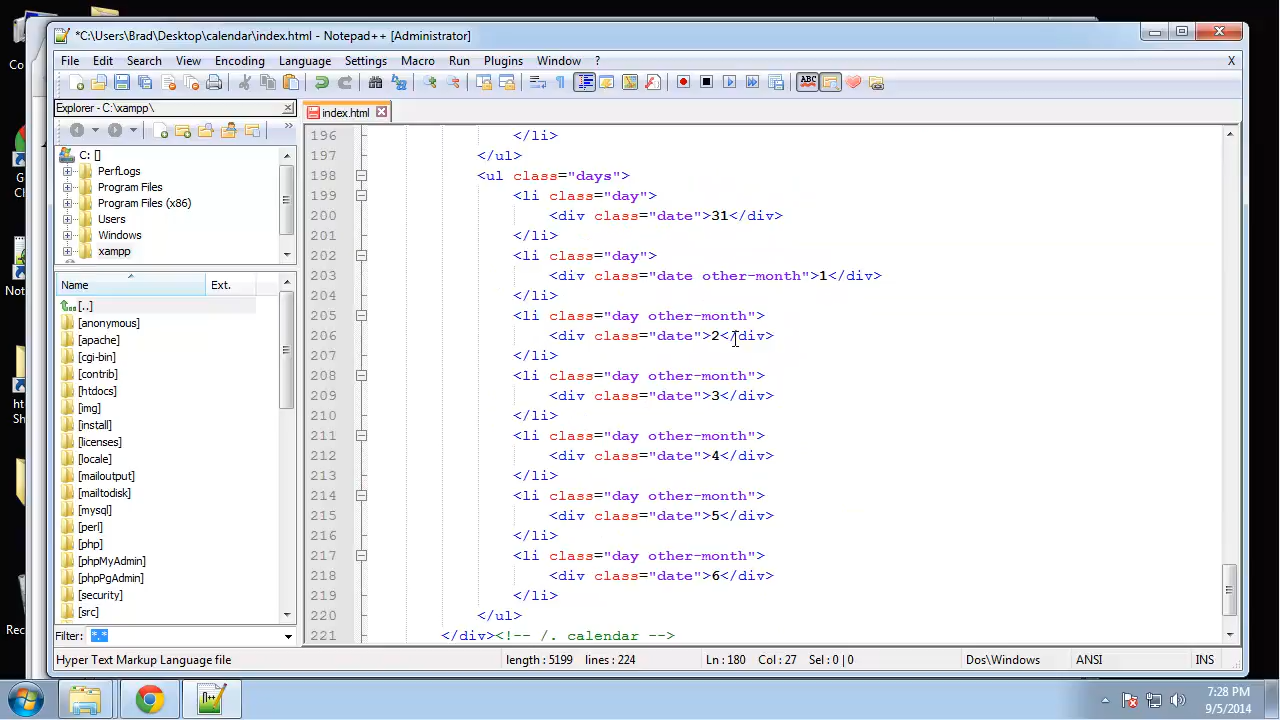 *C:\Users\Brad\Desktop\calendar\index.html - Notepad++ [Administrator]
File Edit Search View Encoding Language Settings Macro Run Plugins Window ? X
Explorer - C:\xampp\
index.html
C: []
PerfLogs
Program Files
Program Files (x86)
Users
Windows
xampp
Name Ext.
[..]
[anonymous]
[apache]
[cgi-bin]
[contrib]
[htdocs]
[img]
[install]
[licenses]
[locale]
[mailoutput]
[mailtodisk]
[mysql]
[perl]
[php]
[phpMyAdmin]
[phpPgAdmin]
[security]
[src]
Filter: *.*
196 </li>
197 </ul>
198 <ul class="days">
199 <li class="day">
200 <div class="date">31</div>
201 </li>
202 <li class="day">
203 <div class="date other-month">1</div>
204 </li>
205 <li class="day other-month">
206 <div class="date">2</div>
207 </li>
208 <li class="day other-month">
209 <div class="date">3</div>
210 </li>
211 <li class="day other-month">
212 <div class="date">4</div>
213 </li>
214 <li class="day other-month">
215 <div class="date">5</div>
216 </li>
217 <li class="day other-month">
218 <div class="date">6</div>
219 </li>
220 </ul>
221 </div><!-- /. calendar -->
Hyper Text Markup Language file length : 5199 lines : 224 Ln : 180 Col : 27 Sel : 0 | 0 Dos\Windows ANSI INS
7:28 PM
9/5/2014